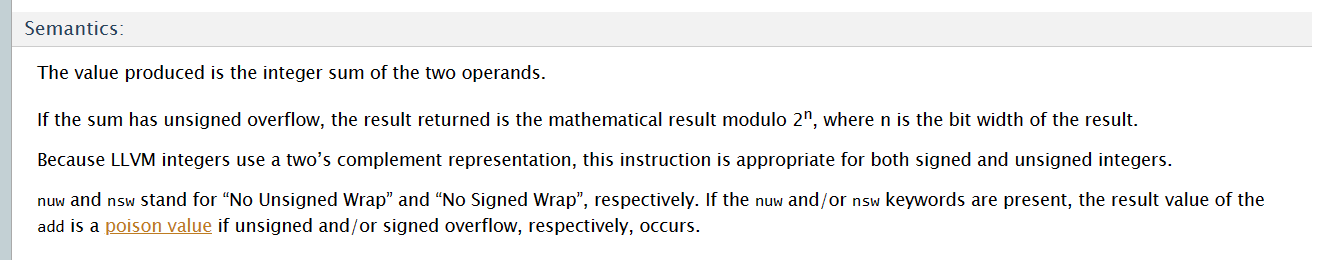 Semantics:
The value produced is the integer sum of the two operands.
If the sum has unsigned overflow, the result returned is the mathematical result modulo 2ⁿ, where n is the bit width of the result.
Because LLVM integers use a two’s complement representation, this instruction is appropriate for both signed and unsigned integers.
nuw and nsw stand for “No Unsigned Wrap” and “No Signed Wrap”, respectively. If the nuw and/or nsw keywords are present, the result value of the
add is a poison value if unsigned and/or signed overflow, respectively, occurs.